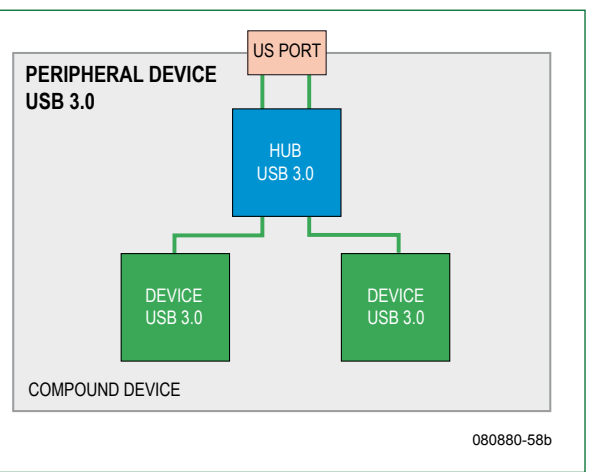 US PORT
PERIPHERAL DEVICE
USB 3.0
HUB
USB 3.0
DEVICE
USB 3.0
DEVICE
USB 3.0
COMPOUND DEVICE
080880-58b